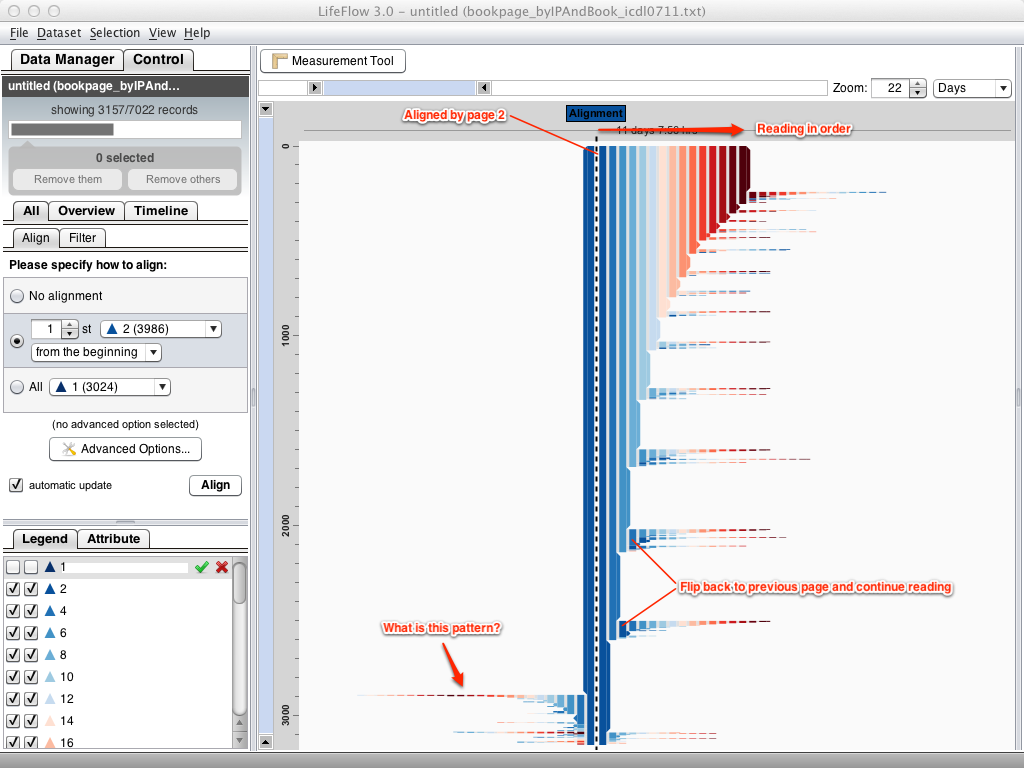 LifeFlow 3.0 – untitled (bookpage_byIPAndBook_icdl0711.txt)
File Dataset Selection View Help
Data Manager Control
untitled (bookpage_byIPAnd...
showing 3157/7022 records
0 selected
Remove them Remove others
All Overview Timeline
Align Filter
Please specify how to align:
No alignment
1 st 2 (3986)
from the beginning
All 1 (3024)
(no advanced option selected)
Advanced Options...
automatic update Align
Legend Attribute
1
2
4
6
8
10
12
14
16
Measurement Tool
Zoom: 22 Days
Aligned by page 2
Alignment
11 days 7.56 hrs
Reading in order
0
1000
2000
3000
Flip back to previous page and continue reading
What is this pattern?